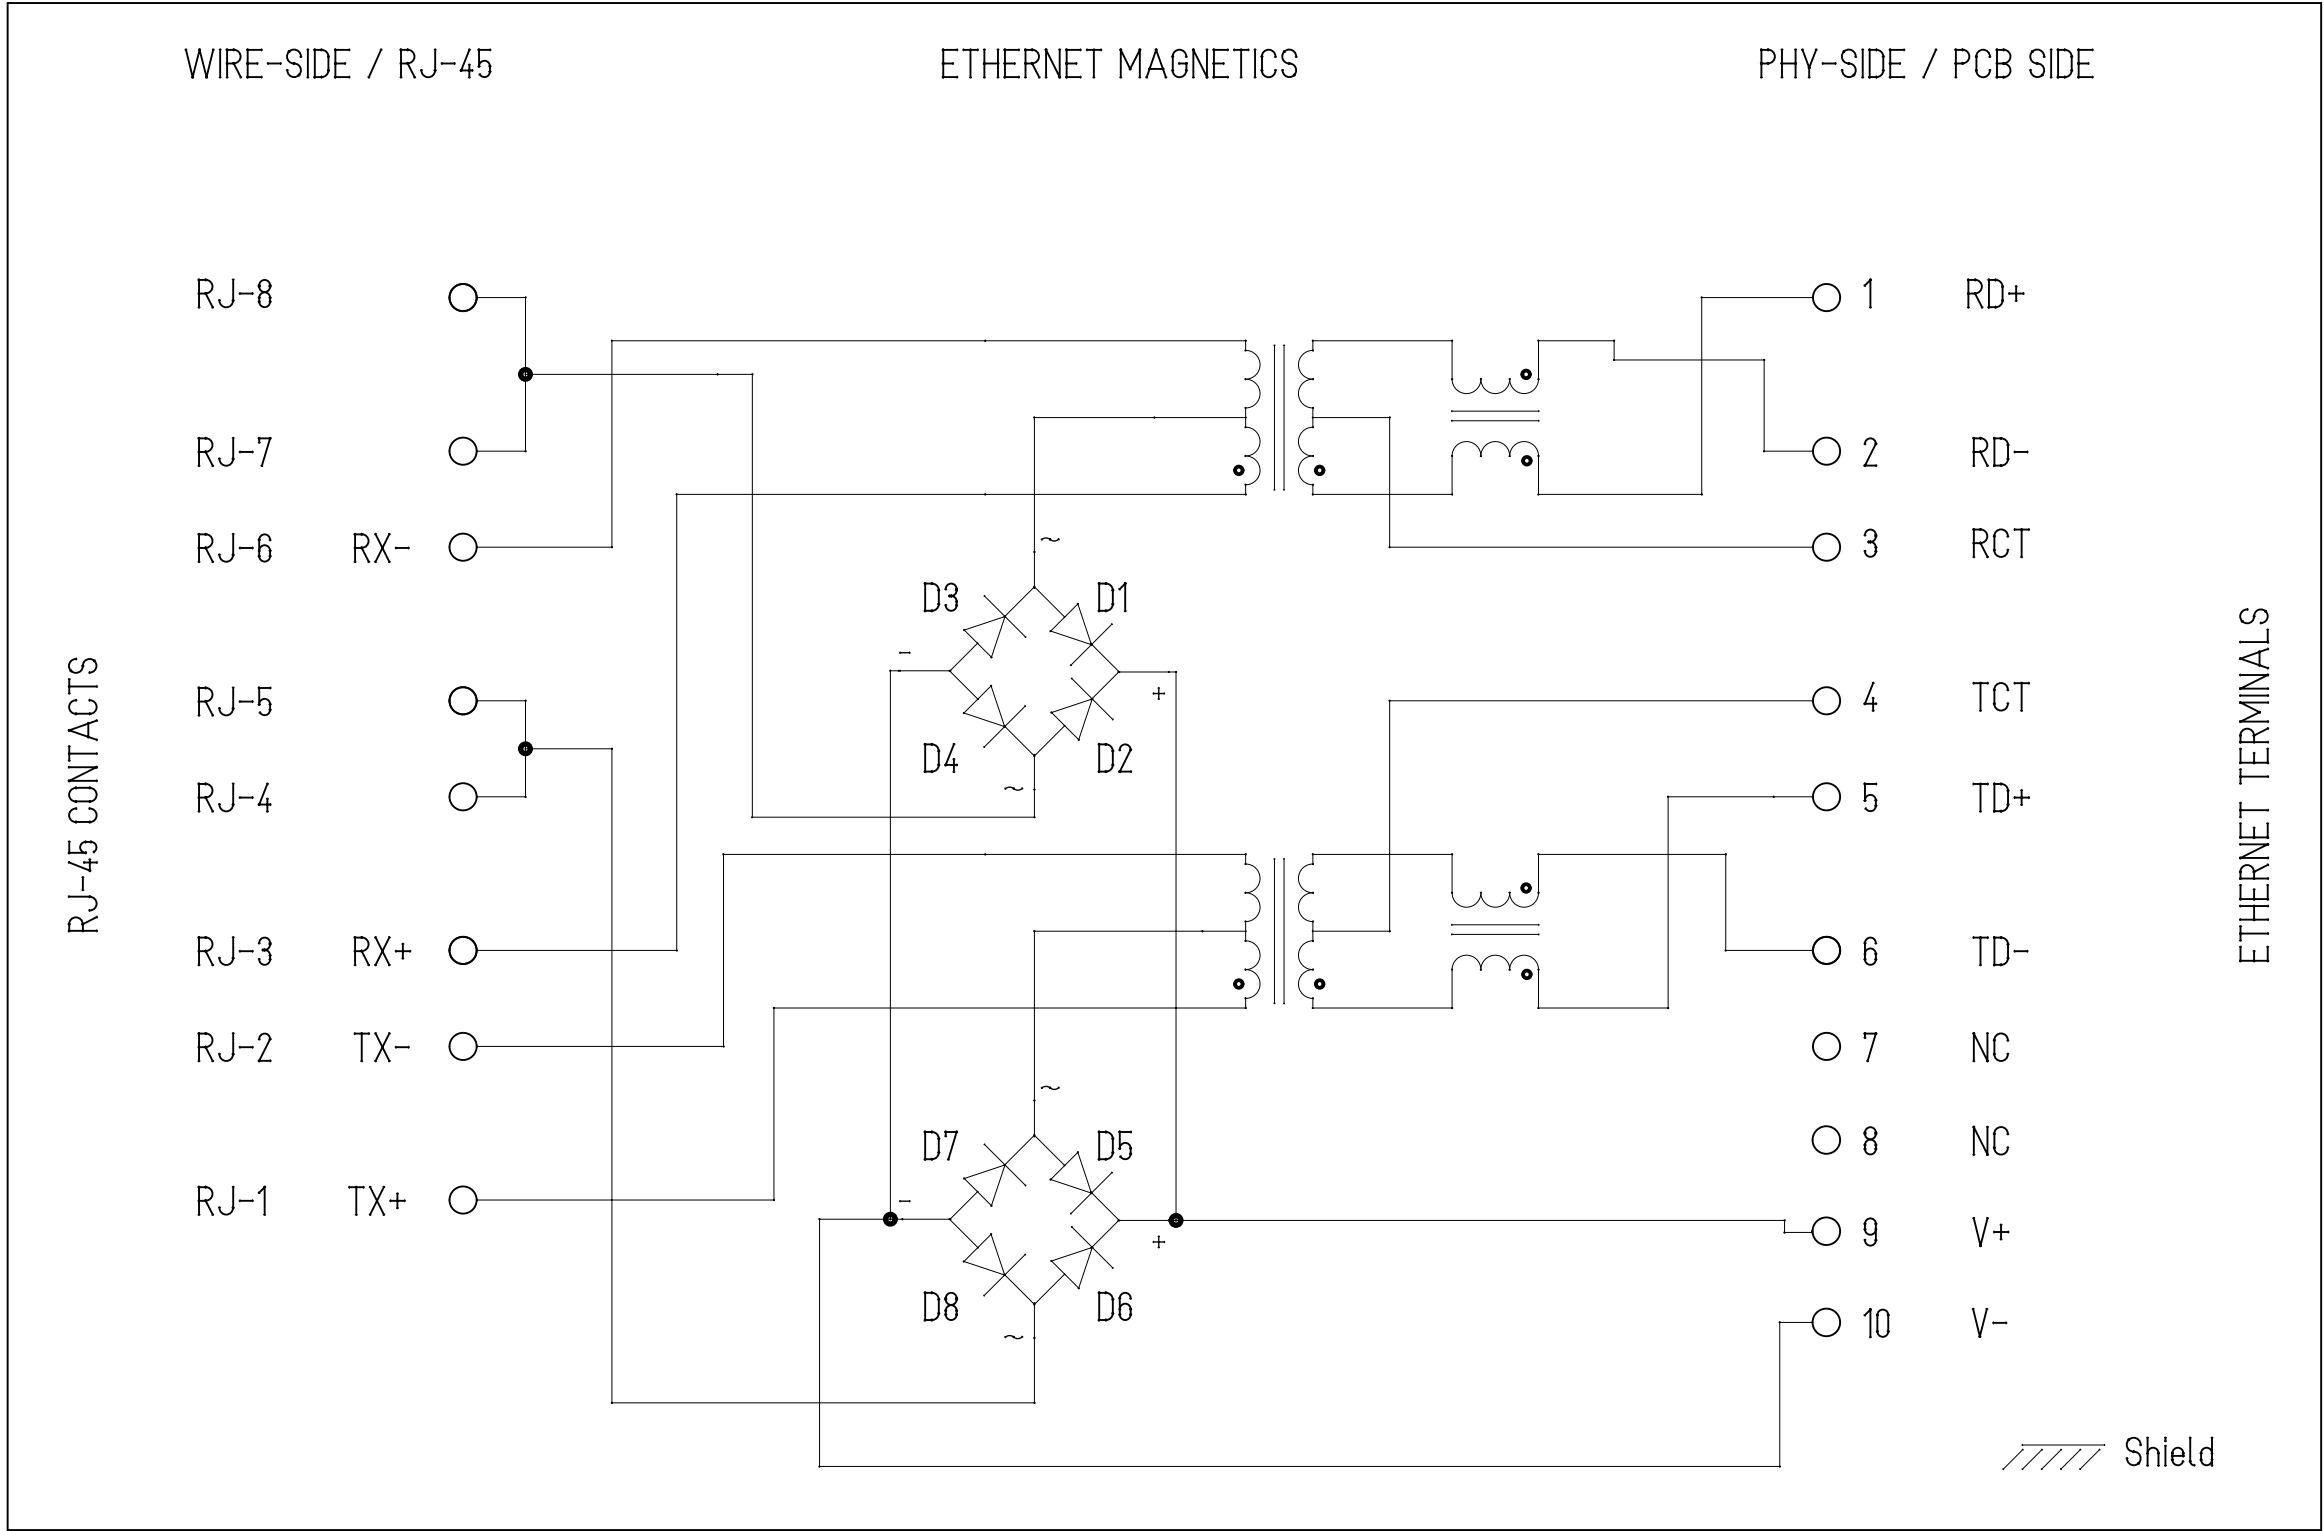 WIRE-SIDE / RJ-45
ETHERNET MAGNETICS
PHY-SIDE / PCB SIDE
RJ-45 CONTACTS
RJ-8
RJ-7
RJ-6 RX-
RJ-5
RJ-4
RJ-3 RX+
RJ-2 TX-
RJ-1 TX+
~
D3 D1
- +
D4 D2
~
~
D7 D5
- +
D8 D6
~
1 RD+
2 RD-
3 RCT
4 TCT
5 TD+
6 TD-
7 NC
8 NC
9 V+
10 V-
ETHERNET TERMINALS
Shield